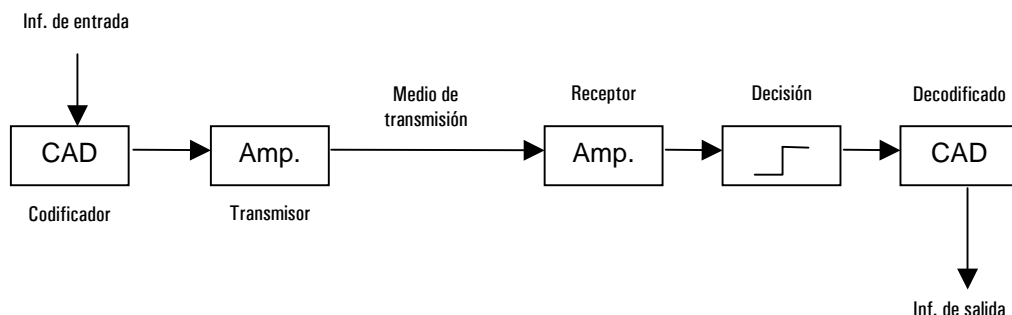 Inf. de entrada
Medio de
transmisión
Receptor
Decisión
Decodificado
CAD
Amp.
Amp.
CAD
Codificador
Transmisor
Inf. de salida